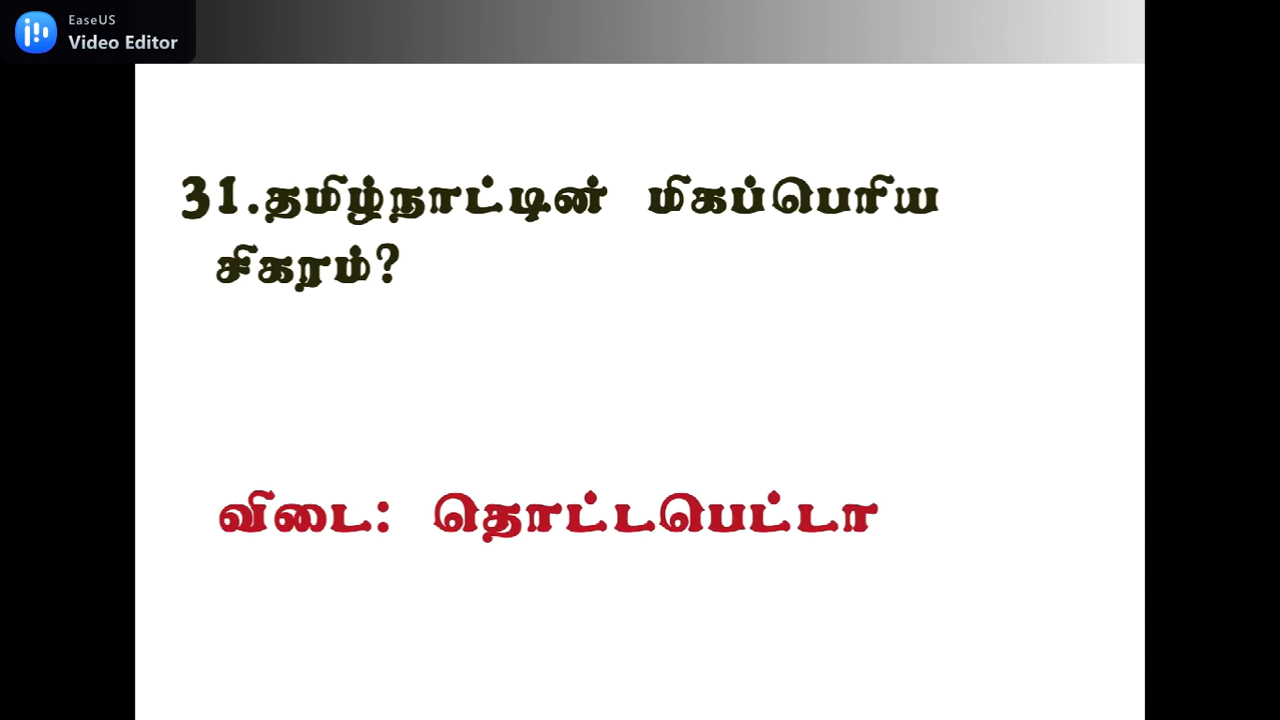 EaseUS
Video Editor
31.தமிழ்நாட்டின் மிகப்பெரிய
சிகரம்?
விடை: தொட்டபெட்டா